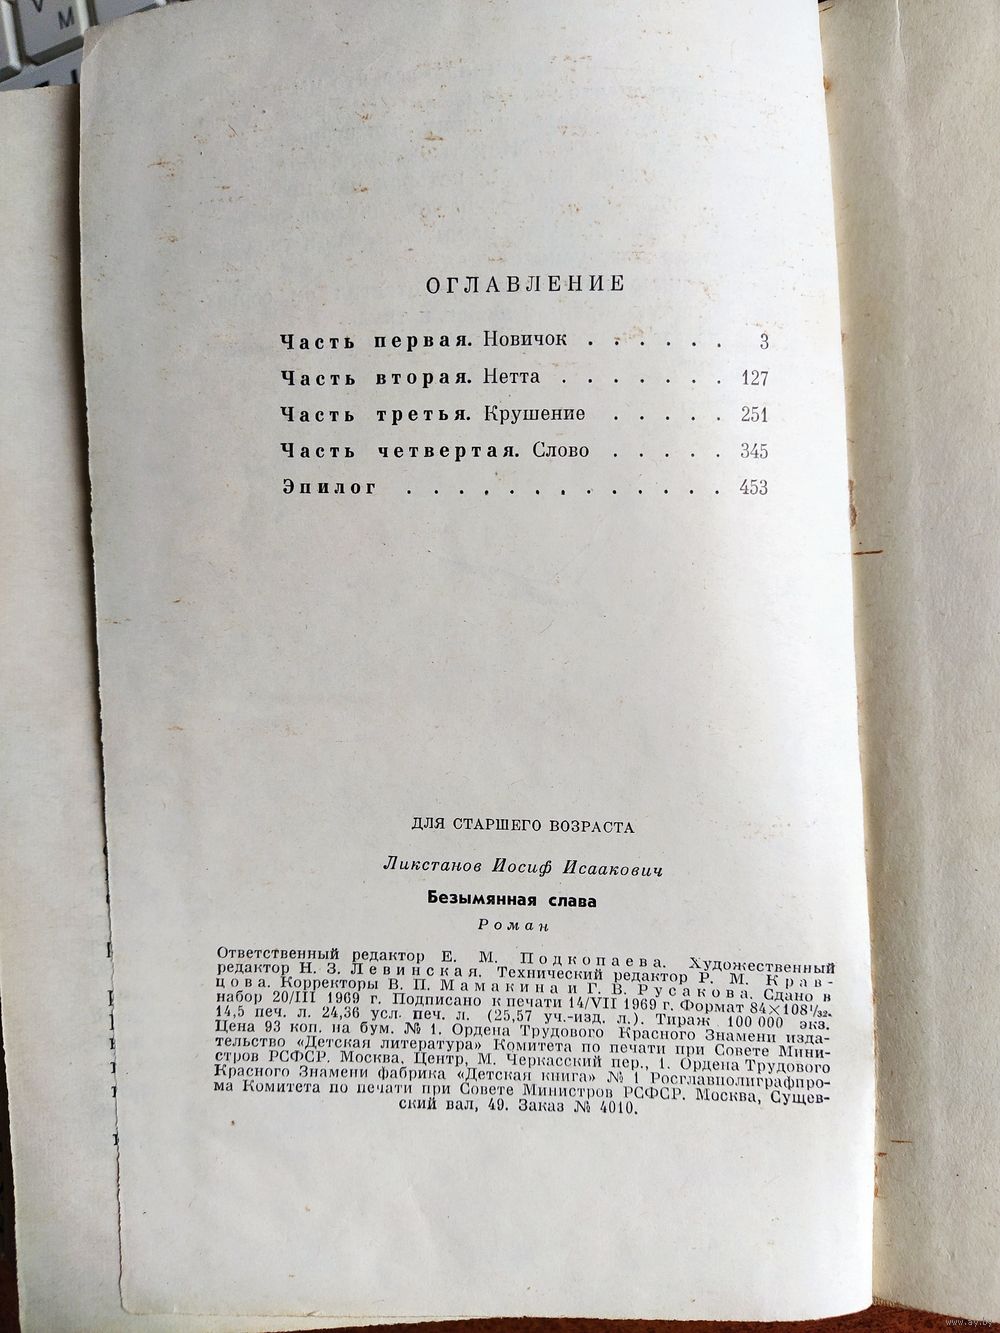 V
M
ОГЛАВЛЕНИЕ
Часть первая. Новичок . . . . . . 3
Часть вторая. Нетта . . . . . . . 127
Часть третья. Крушение . . . . . 251
Часть четвертая. Слово . . . . . 345
Эпилог . . . . . . . . . . . . . 453
ДЛЯ СТАРШЕГО ВОЗРАСТА
Ликстанов Иосиф Исаакович
Безымянная слава
Роман
Ответственный редактор Е. М. Подкопаева. Художественный
редактор Н. З. Левинская. Технический редактор Р. М. Крав-
цова. Корректоры В. П. Мамакина и Г. В. Русакова. Сдано в
набор 20/III 1969 г. Подписано к печати 14/VII 1969 г. Формат 84×108¹/₃₂.
14,5 печ. л. 24,36 усл. печ. л. (25,57 уч.-изд. л.). Тираж 100 000 экз.
Цена 93 коп. на бум. № 1. Ордена Трудового Красного Знамени изда-
тельство «Детская литература» Комитета по печати при Совете Мини-
стров РСФСР. Москва, Центр, М. Черкасский пер., 1. Ордена Трудового
Красного Знамени фабрика «Детская книга» № 1 Росглавполиграфпро-
ма Комитета по печати при Совете Министров РСФСР. Москва, Сущев-
ский вал, 49. Заказ № 4010.
www.ay.by